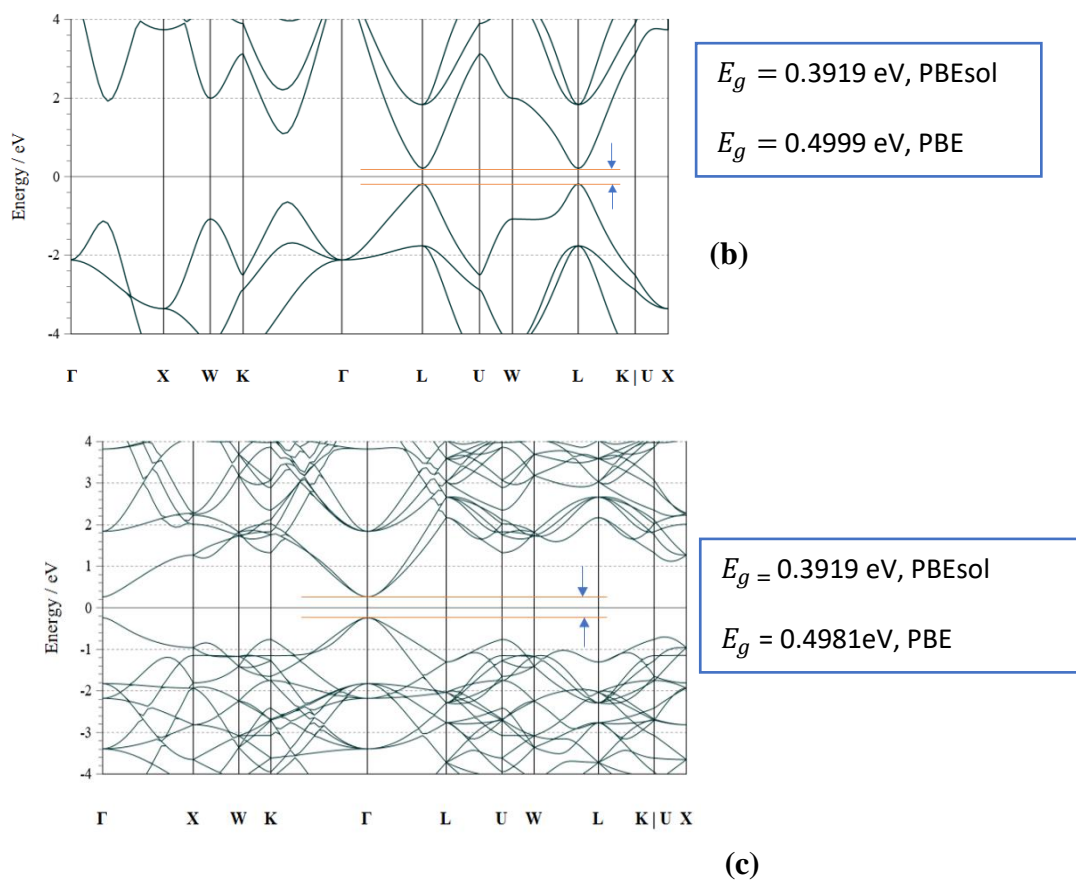 4
2
0
-2
-4
Energy / eV
Γ X W K Γ L U W L K | U X
E_g = 0.3919 eV, PBEsol
E_g = 0.4999 eV, PBE
(b)
4
3
2
1
0
-1
-2
-3
-4
Energy / eV
Γ X W K Γ L U W L K | U X
E_g = 0.3919 eV, PBEsol
E_g = 0.4981eV, PBE
(c)